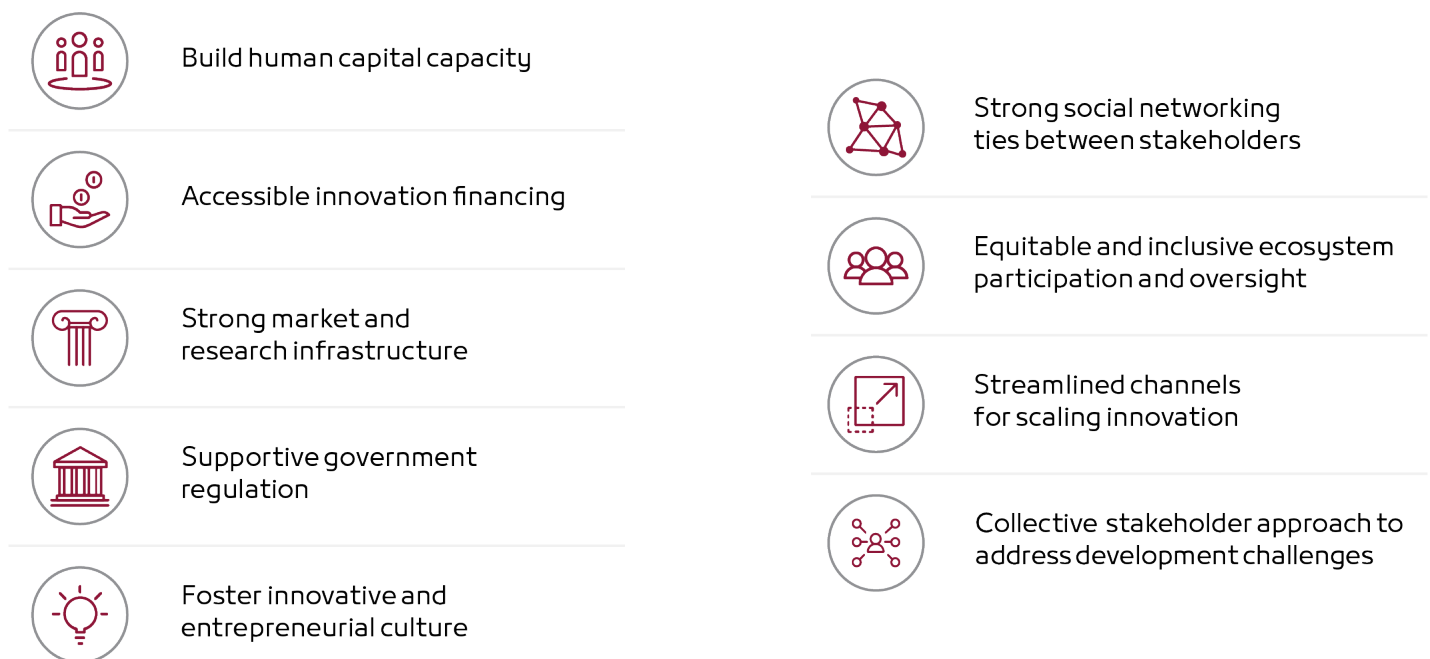 Build human capital capacity
Accessible innovation financing
Strong market and
research infrastructure
Supportive government
regulation
Foster innovative and
entrepreneurial culture
Strong social networking
ties between stakeholders
Equitable and inclusive ecosystem
participation and oversight
Streamlined channels
for scaling innovation
Collective stakeholder approach to
address development challenges